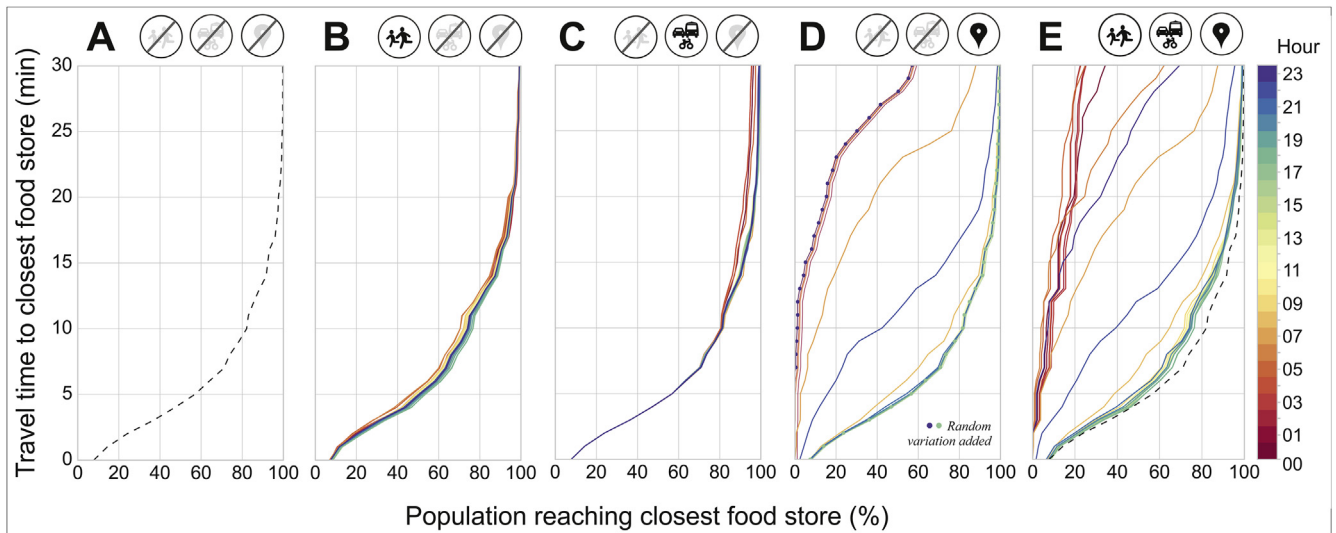 A B C D E
Hour
Travel time to closest food store (min)
30
25
20
15
10
5
0
0 20 40 60 80 100
0 20 40 60 80 100
0 20 40 60 80 100
0 20 40 60 80 100
0 20 40 60 80 100
Random
variation added
23
21
19
17
15
13
11
09
07
05
03
01
00
Population reaching closest food store (%)